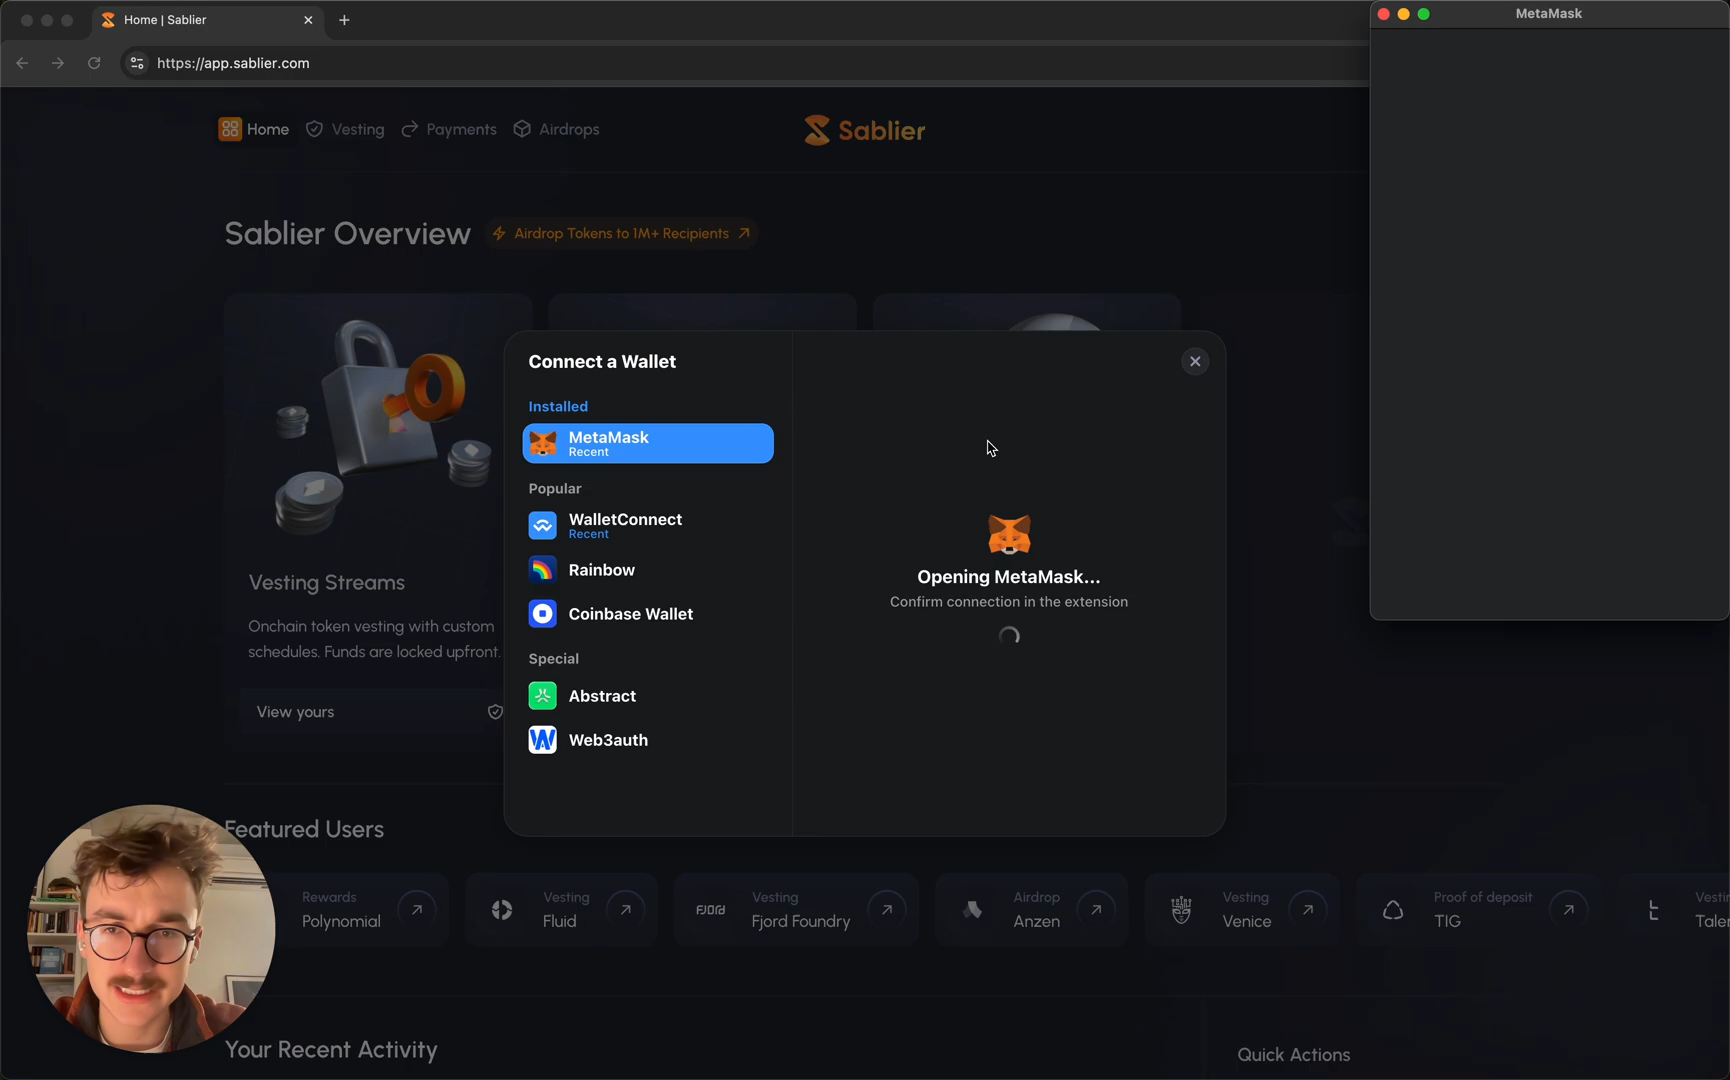 Home | Sablier
MetaMask
https://app.sablier.com
Home
Vesting
Payments
Airdrops
Sablier
Sablier Overview
Airdrop Tokens to 1M+ Recipients
Connect a Wallet
Installed
MetaMask
Recent
Popular
WalletConnect
Recent
Rainbow
Coinbase Wallet
Special
Abstract
Web3auth
Opening MetaMask...
Confirm connection in the extension
Vesting Streams
Onchain token vesting with custom
schedules. Funds are locked upfront.
View yours
Featured Users
Rewards
Polynomial
Vesting
Fluid
FJORD
Vesting
Fjord Foundry
Airdrop
Anzen
Vesting
Venice
Proof of deposit
TIG
t
Vesti
Taler
Your Recent Activity
Quick Actions